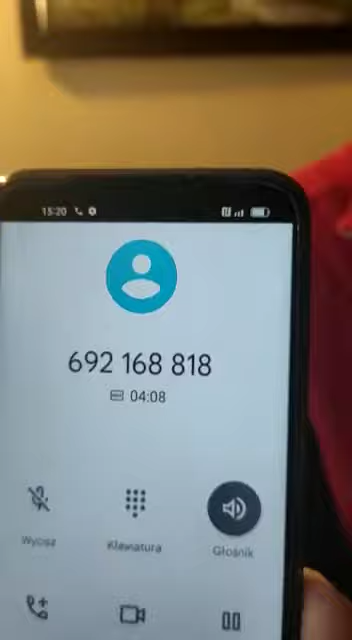 15:20
692 168 818
04:08
Wycisz
Klawiatura
Głośnik